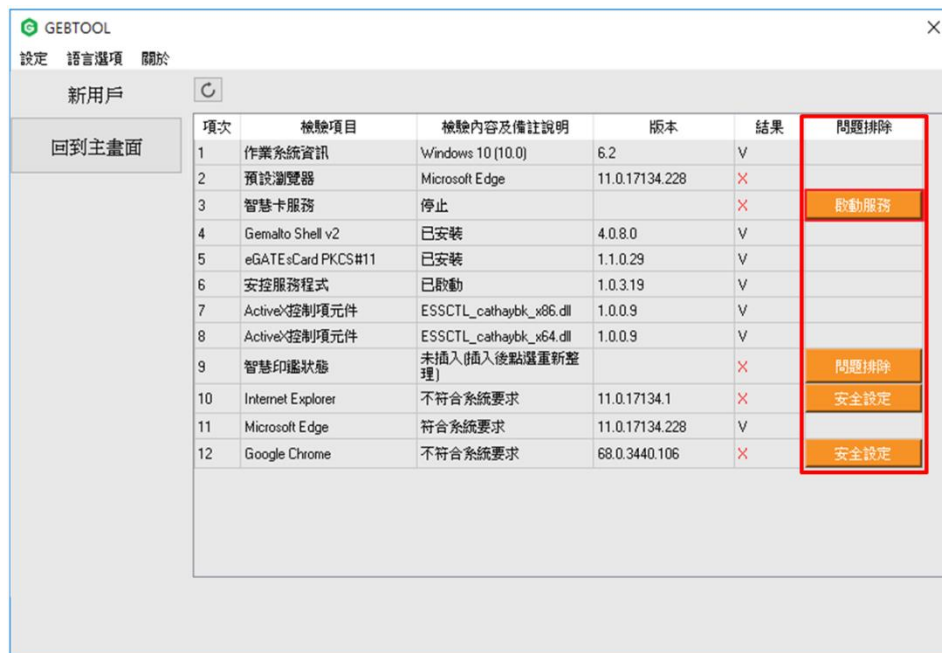 GEBTOOL
設定 語言選項 關於
新用戶
回到主畫面
項次 檢驗項目 檢驗內容及備註說明 版本 結果 問題排除
1 作業系統資訊 Windows 10 (10.0) 6.2 V
2 預設瀏覽器 Microsoft Edge 11.0.17134.228 X
3 智慧卡服務 停止 X 啟動服務
4 Gemalto Shell v2 已安裝 4.0.8.0 V
5 eGATEsCard PKCS#11 已安裝 1.1.0.29 V
6 安控服務程式 已啟動 1.0.3.19 V
7 ActiveX控制項元件 ESSCTL_cathaybk_x86.dll 1.0.0.9 V
8 ActiveX控制項元件 ESSCTL_cathaybk_x64.dll 1.0.0.9 V
9 智慧印鑑狀態 未插入(插入後點選重新整理) X 問題排除
10 Internet Explorer 不符合系統要求 11.0.17134.1 X 安全設定
11 Microsoft Edge 符合系統要求 11.0.17134.228 V
12 Google Chrome 不符合系統要求 68.0.3440.106 X 安全設定